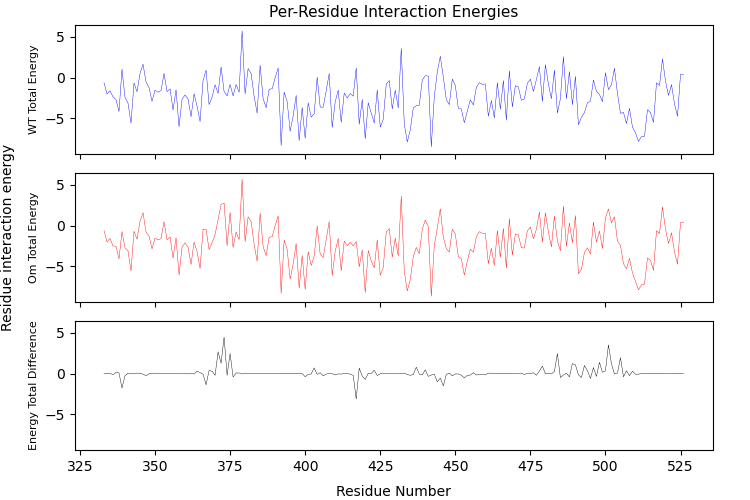 Per-Residue Interaction Energies
Residue interaction energy
WT Total Energy
5
0
−5
Om Total Energy
5
0
−5
Energy Total Difference
5
0
−5
325 350 375 400 425 450 475 500 525
Residue Number